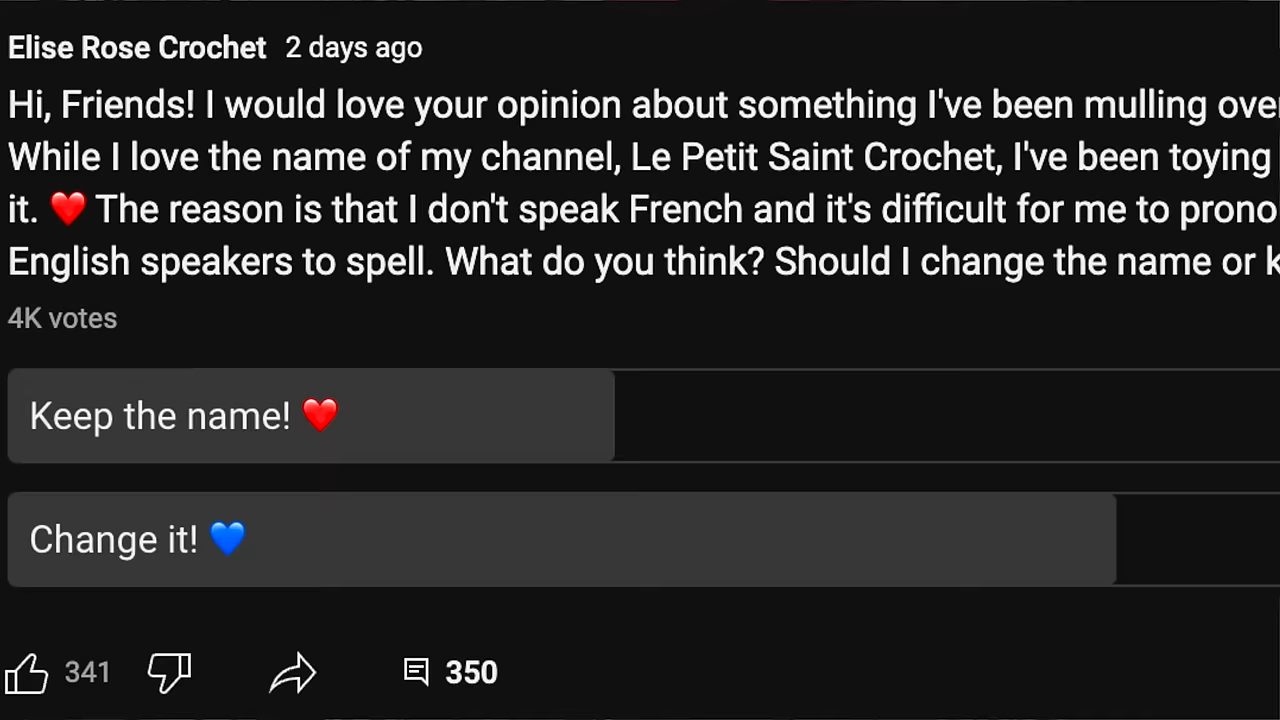 Elise Rose Crochet 2 days ago
Hi, Friends! I would love your opinion about something I've been mulling
While I love the name of my channel, Le Petit Saint Crochet, I've been toying
it. ❤️ The reason is that I don't speak French and it's difficult for me to
English speakers to spell. What do you think? Should I change the name or
4K votes
Keep the name! ❤️
Change it! 💙
341 350